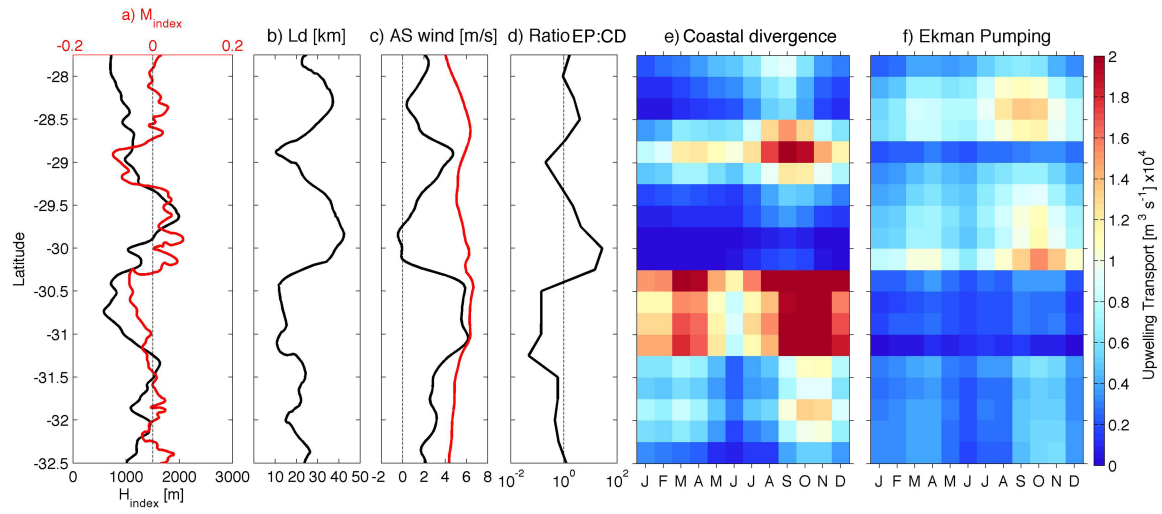 a) M_index
-0.2 0 0.2
b) Ld [km]
c) AS wind [m/s]
d) Ratio EP:CD
e) Coastal divergence
f) Ekman Pumping
Latitude
-28
-28.5
-29
-29.5
-30
-30.5
-31
-31.5
-32
-32.5
0 1000 2000 3000
H_index [m]
0 10 20 30 40 50
-2 0 2 4 6 8
10^-2 10^0 10^2
J F M A M J J A S O N D
J F M A M J J A S O N D
2
1.8
1.6
1.4
1.2
1
0.8
0.6
0.4
0.2
0
Upwelling Transport [m^3 s^-1] x10^4